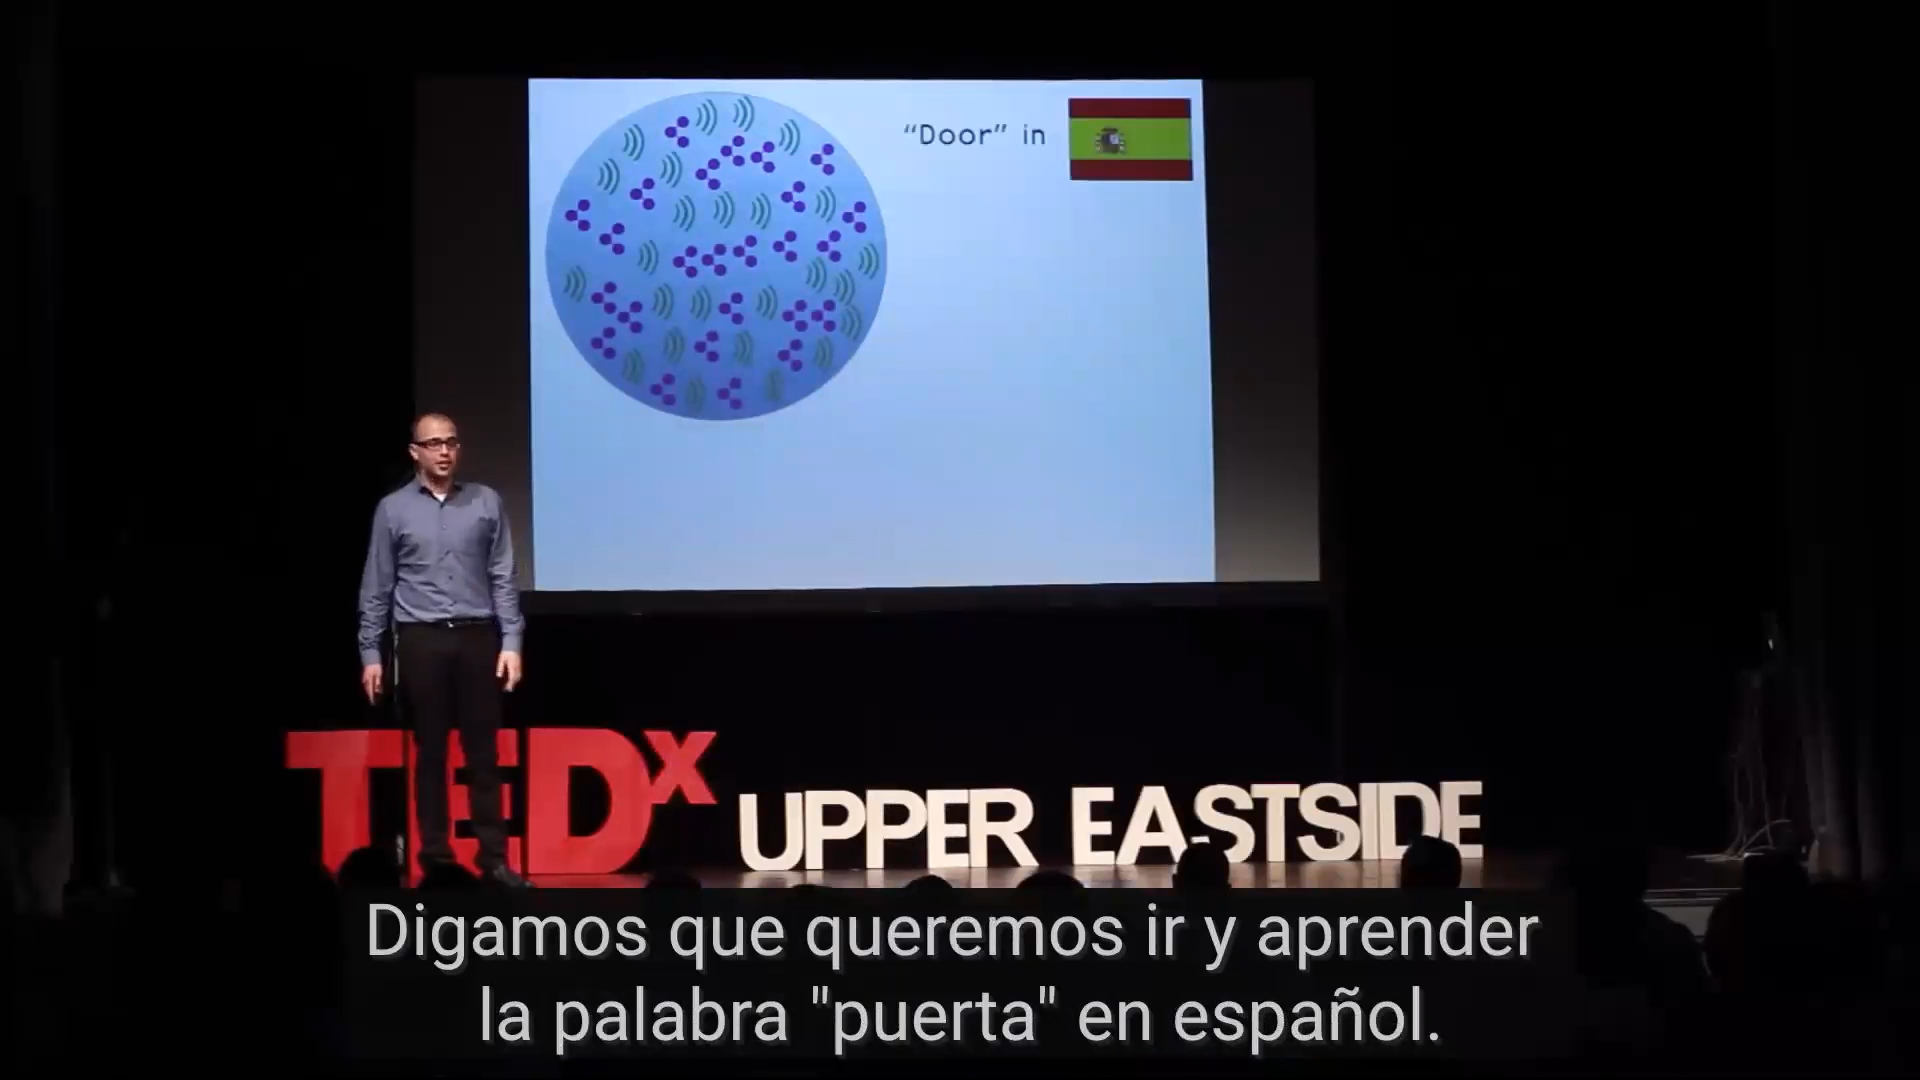 “Door” in
TEDx UPPER EASTSIDE
Digamos que queremos ir y aprender
la palabra "puerta" en español.